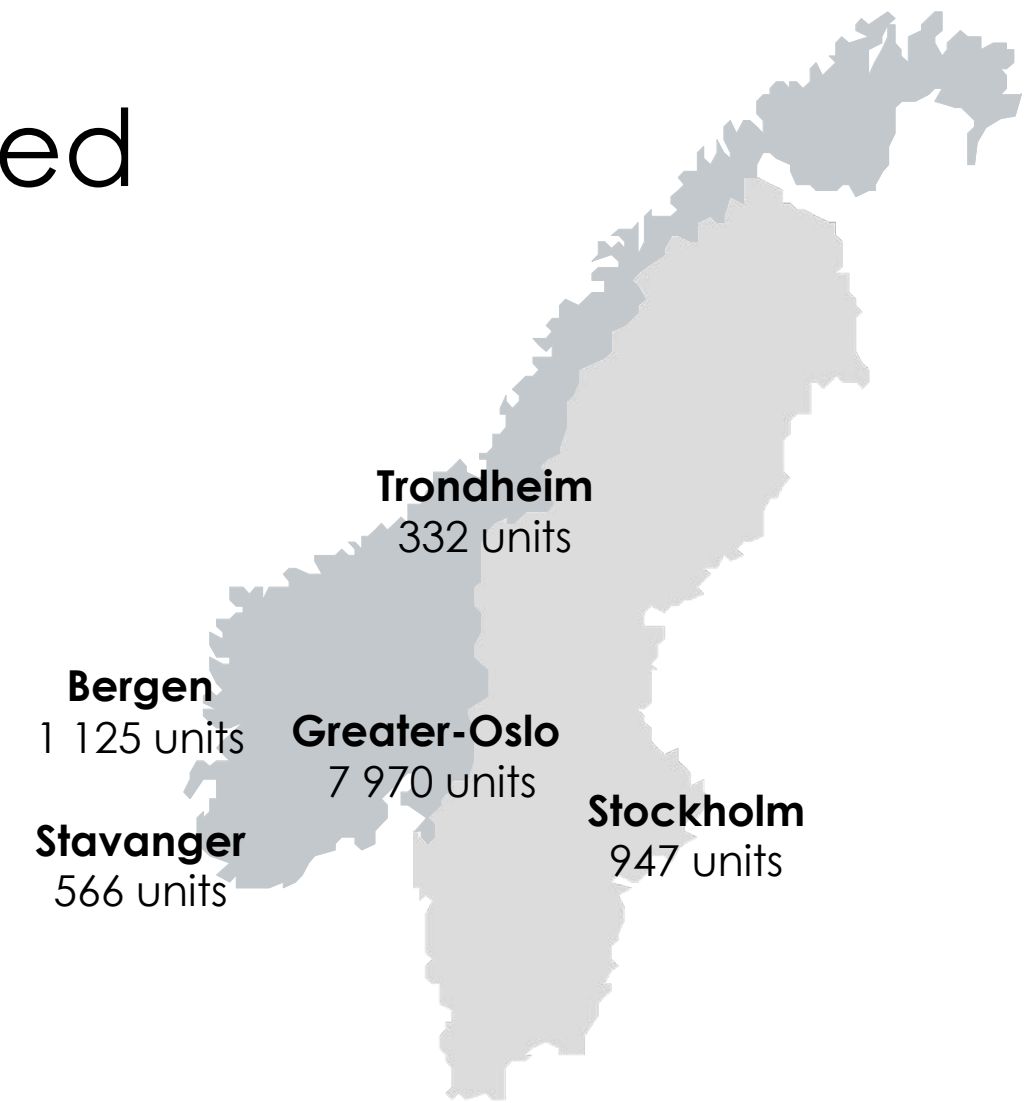 ed
Trondheim
332 units
Bergen
1 125 units
Greater-Oslo
7 970 units
Stockholm
947 units
Stavanger
566 units